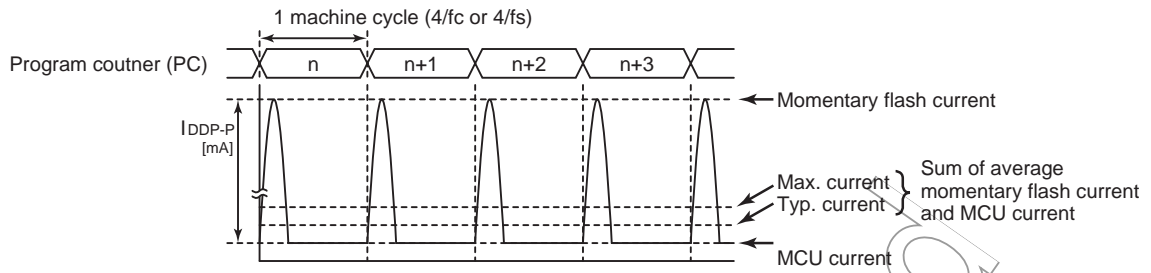 1 machine cycle (4/fc or 4/fs)
Program coutner (PC)
n
n+1
n+2
n+3
Momentary flash current
IDDP-P
[mA]
Max. current
Typ. current
Sum of average
momentary flash current
and MCU current
MCU current